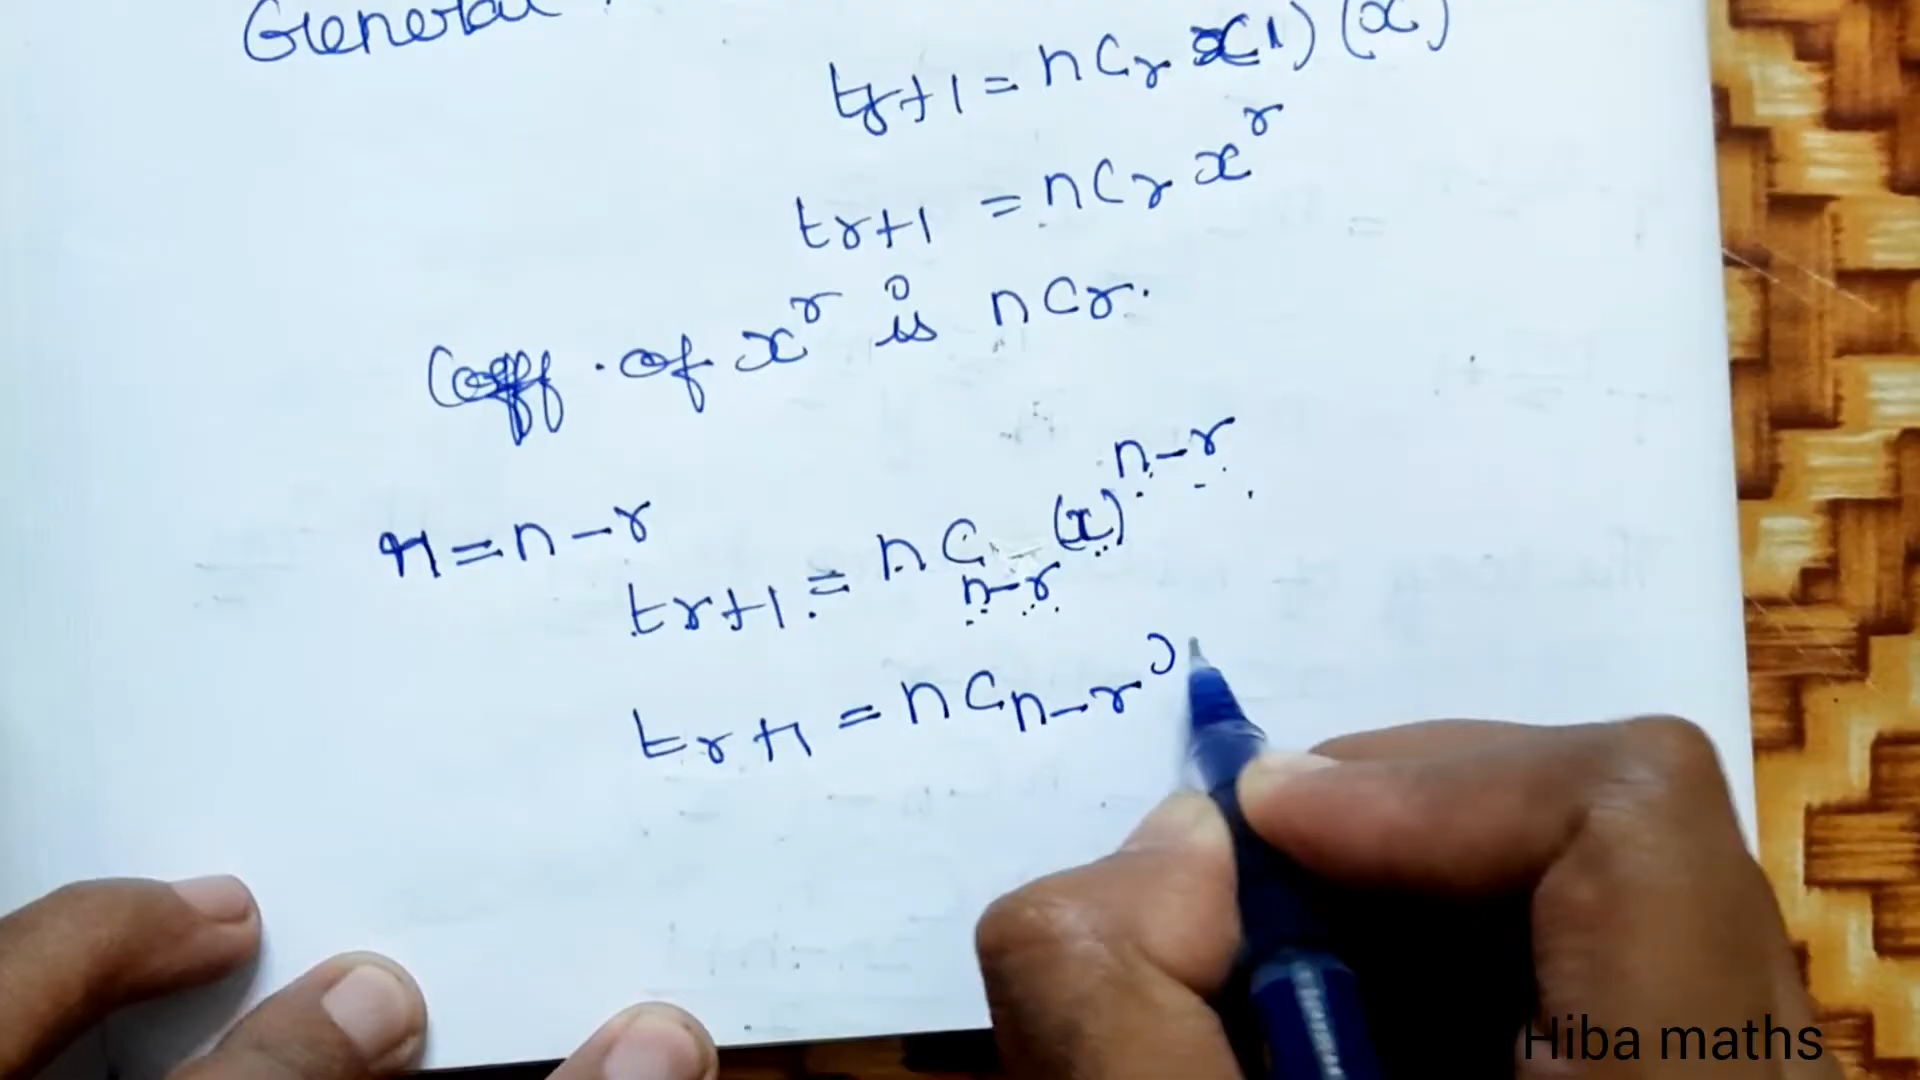 General
tr+1 = nCr (1) (x)
tr+1 = nCr x^r
Coeff. of x^r is nCr.
r = n-r
tr+1 = nC n-r (x)^n-r
tr+1 = nCn-r
Hiba maths